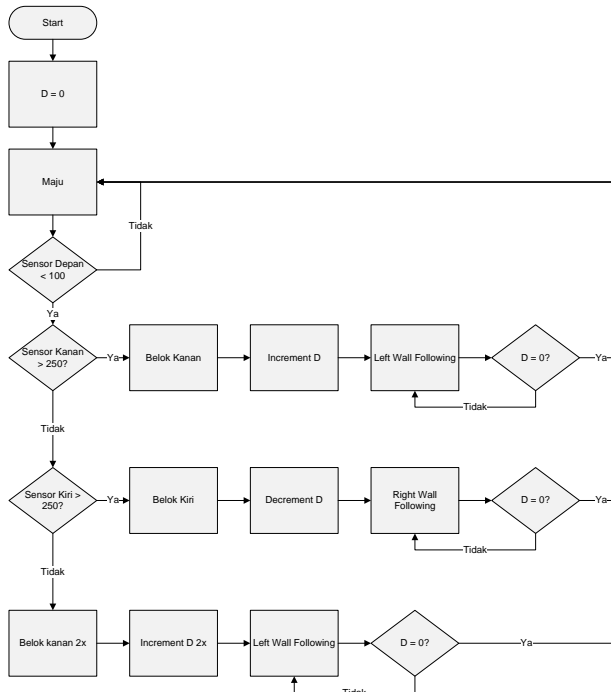 Start
D = 0
Maju
Tidak
Sensor Depan
< 100
Ya
Sensor Kanan
> 250?
Ya
Belok Kanan
Increment D
Left Wall Following
D = 0?
Ya
Tidak
Tidak
Sensor Kiri >
250?
Ya
Belok Kiri
Decrement D
Right Wall
Following
D = 0?
Ya
Tidak
Tidak
Belok kanan 2x
Increment D 2x
Left Wall Following
D = 0?
Ya
Tidak